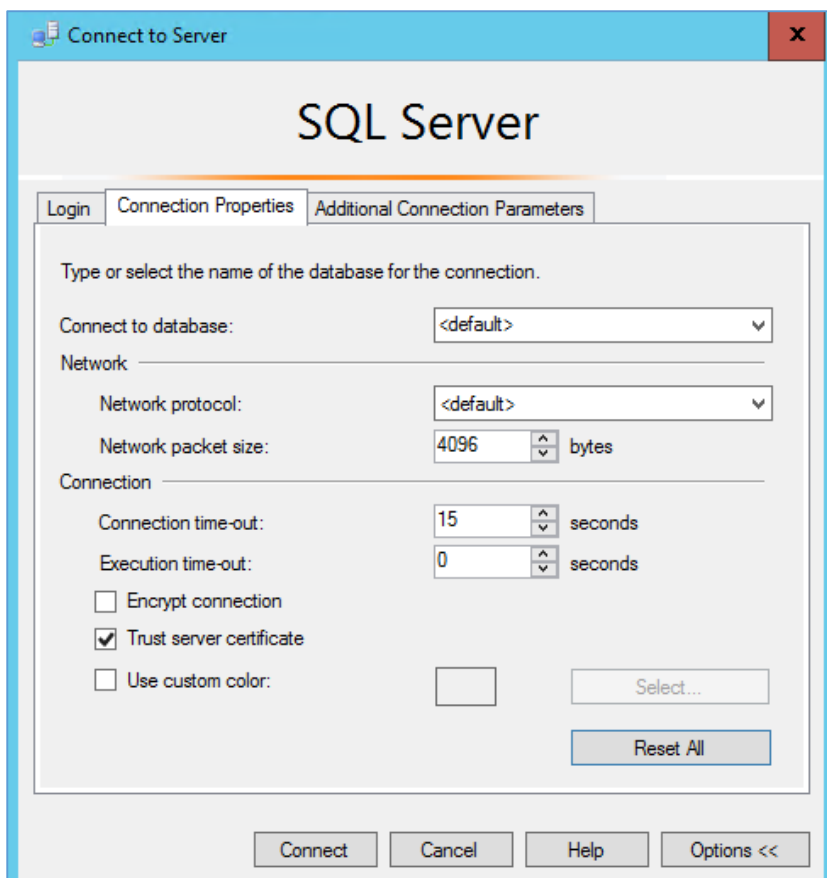 Connect to Server
x
SQL Server
Login Connection Properties Additional Connection Parameters
Type or select the name of the database for the connection.
Connect to database: <default>
Network
Network protocol: <default>
Network packet size: 4096 bytes
Connection
Connection time-out: 15 seconds
Execution time-out: 0 seconds
Encrypt connection
Trust server certificate
Use custom color: Select...
Reset All
Connect Cancel Help Options <<